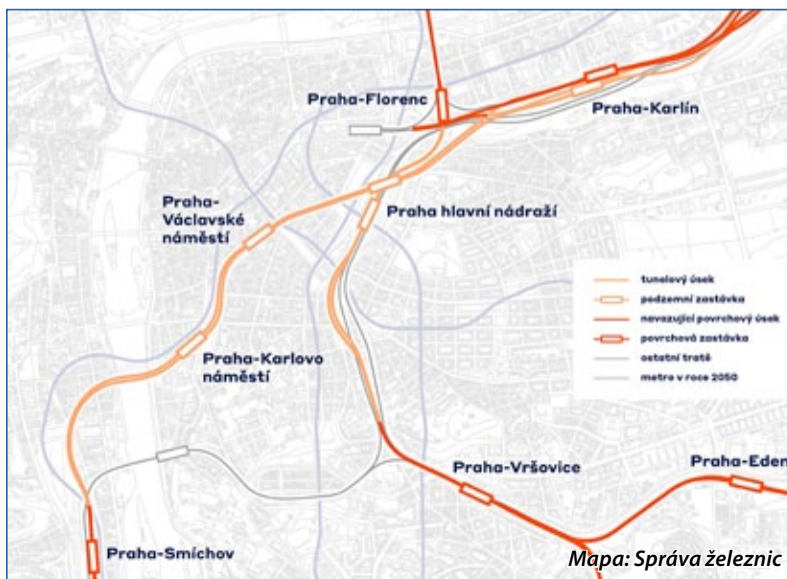 Praha-Florenc
Praha-Karlín
Praha-
Václavské
náměstí
Praha hlavní nádraží
tunelový úsek
podzemní zastávka
navazující povrchový úsek
povrchová zastávka
ostatní tratě
metro v roce 2050
Praha-Karlovo
náměstí
Praha-Vršovice
Praha-Eden
Praha-Smíchov
Mapa: Správa železnic